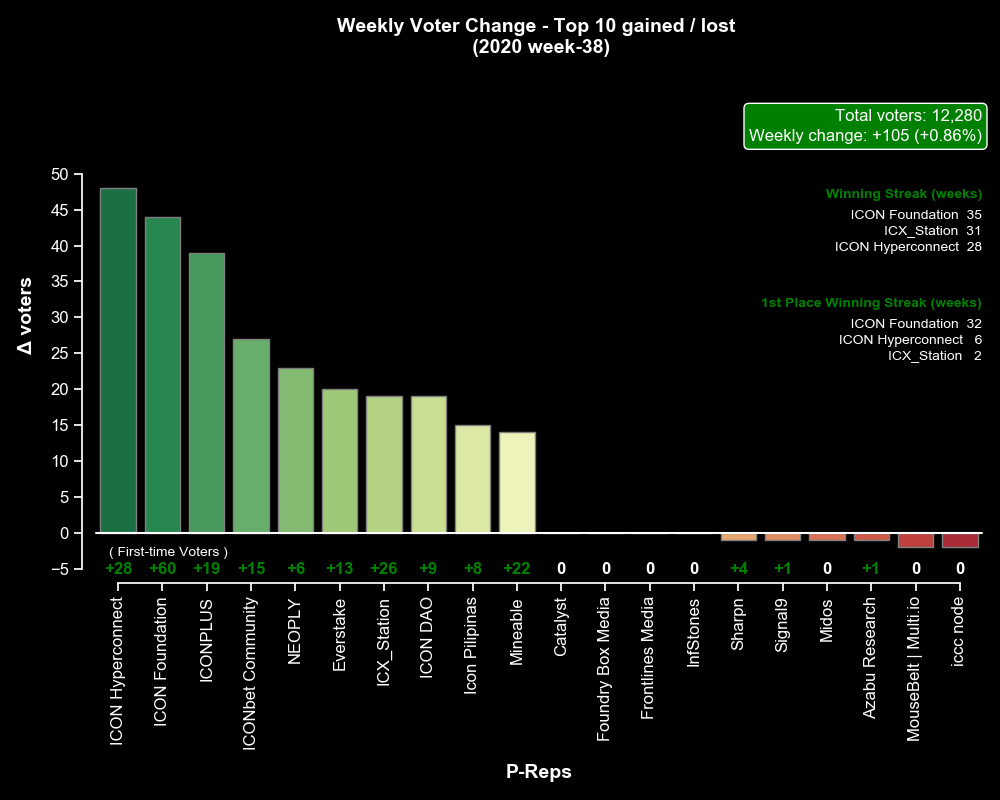 Weekly Voter Change - Top 10 gained / lost
(2020 week-38)
Total voters: 12,280
Weekly change: +105 (+0.86%)
Winning Streak (weeks)
ICON Foundation 35
ICX_Station 31
ICON Hyperconnect 28
1st Place Winning Streak (weeks)
ICON Foundation 32
ICON Hyperconnect 6
ICX_Station 2
Δ voters
50
45
40
35
30
25
20
15
10
5
0
−5
( First-time Voters )
+28 +60 +19 +15 +6 +13 +26 +9 +8 +22 0 0 0 0 +4 +1 0 +1 0 0
ICON Hyperconnect
ICON Foundation
ICONPLUS
ICONbet Community
NEOPLY
Everstake
ICX_Station
ICON DAO
Icon Pilipinas
Mineable
Catalyst
Foundry Box Media
Frontlines Media
InfStones
Sharpn
Signal9
Midos
Azabu Research
MouseBelt | Multi.io
iccc node
P-Reps